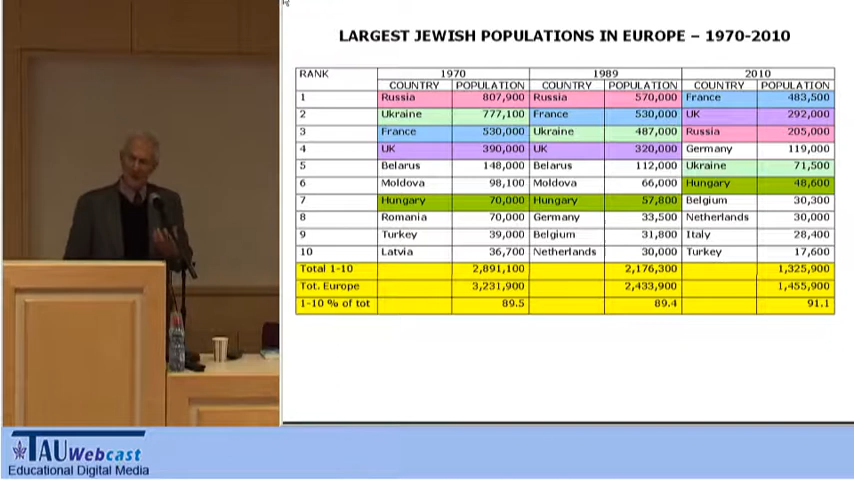 LARGEST JEWISH POPULATIONS IN EUROPE – 1970-2010
RANK 1970 1989 2010
COUNTRY POPULATION COUNTRY POPULATION COUNTRY POPULATION
1 Russia 807,900 Russia 570,000 France 483,500
2 Ukraine 777,100 France 530,000 UK 292,000
3 France 530,000 Ukraine 487,000 Russia 205,000
4 UK 390,000 UK 320,000 Germany 119,000
5 Belarus 148,000 Belarus 112,000 Ukraine 71,500
6 Moldova 98,100 Moldova 66,000 Hungary 48,600
7 Hungary 70,000 Hungary 57,800 Belgium 30,300
8 Romania 70,000 Germany 33,500 Netherlands 30,000
9 Turkey 39,000 Belgium 31,800 Italy 28,400
10 Latvia 36,700 Netherlands 30,000 Turkey 17,600
Total 1-10 2,891,100 2,176,300 1,325,900
Tot. Europe 3,231,900 2,433,900 1,455,900
1-10 % of tot 89.5 89.4 91.1
TAU Webcast
Educational Digital Media